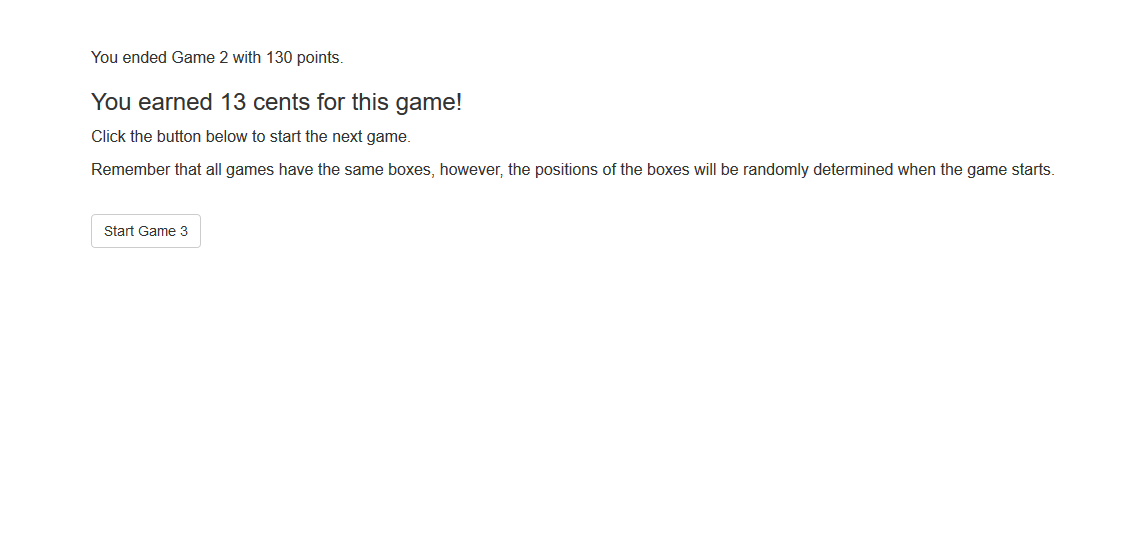 You ended Game 2 with 130 points.
You earned 13 cents for this game!
Click the button below to start the next game.
Remember that all games have the same boxes, however, the positions of the boxes will be randomly determined when the game starts.
Start Game 3